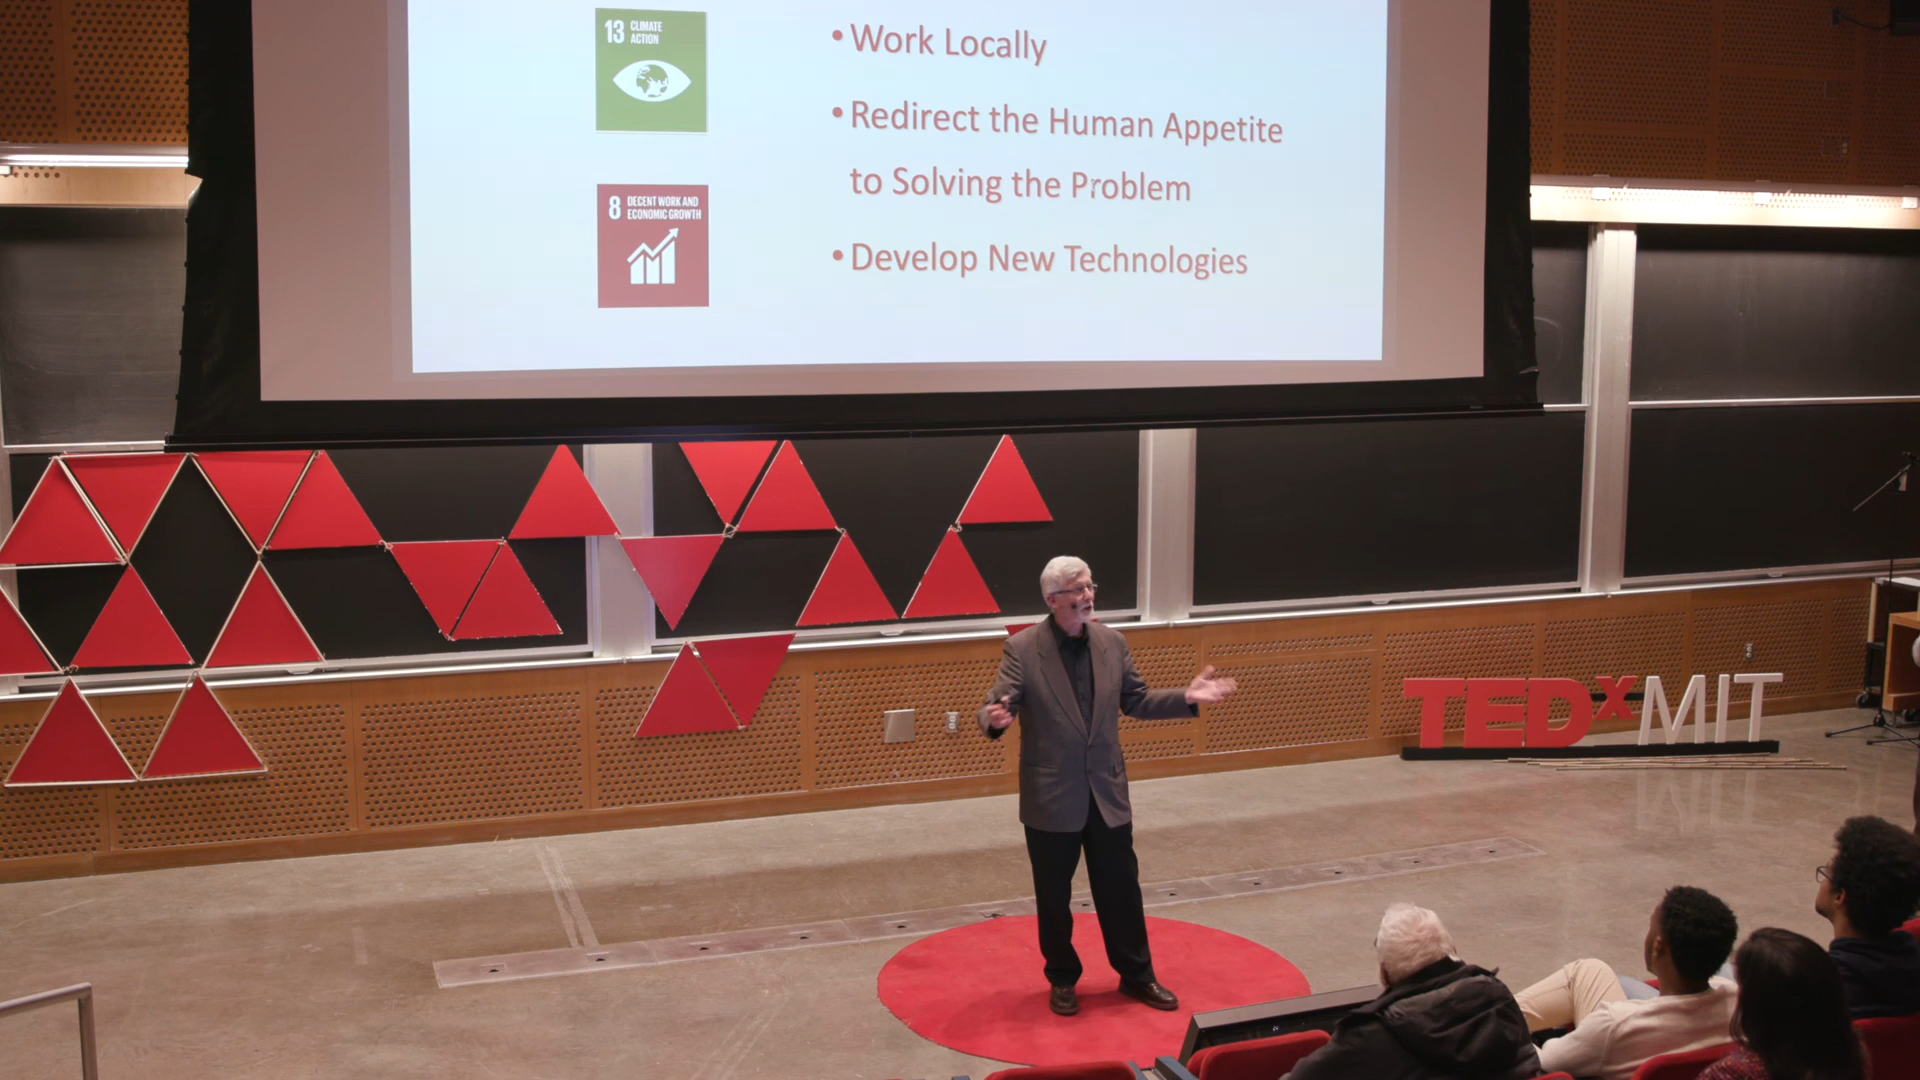 13 CLIMATE
ACTION
• Work Locally
• Redirect the Human Appetite
to Solving the Problem
8 DECENT WORK AND
ECONOMIC GROWTH
• Develop New Technologies
TEDxMIT